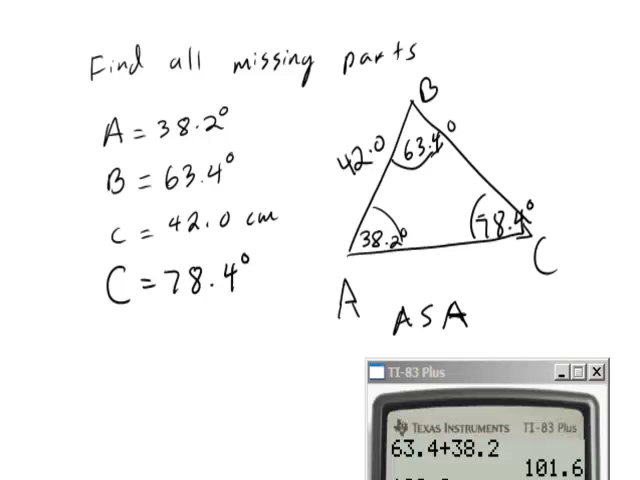 Find all missing parts
A = 38.2°
B = 63.4°
c = 42.0 cm
C = 78.4°
B
42.0
63.4°
38.2°
78.4°
A
C
ASA
TI-83 Plus
TEXAS INSTRUMENTS TI-83 Plus
63.4+38.2
101.6